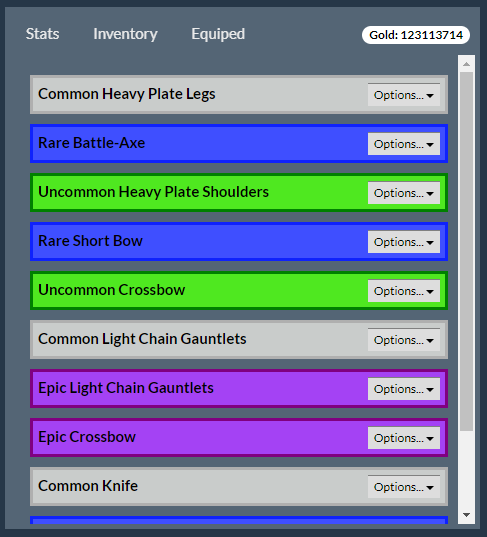 Stats Inventory Equiped Gold: 123113714
Common Heavy Plate Legs Options...
Rare Battle-Axe Options...
Uncommon Heavy Plate Shoulders Options...
Rare Short Bow Options...
Uncommon Crossbow Options...
Common Light Chain Gauntlets Options...
Epic Light Chain Gauntlets Options...
Epic Crossbow Options...
Common Knife Options...